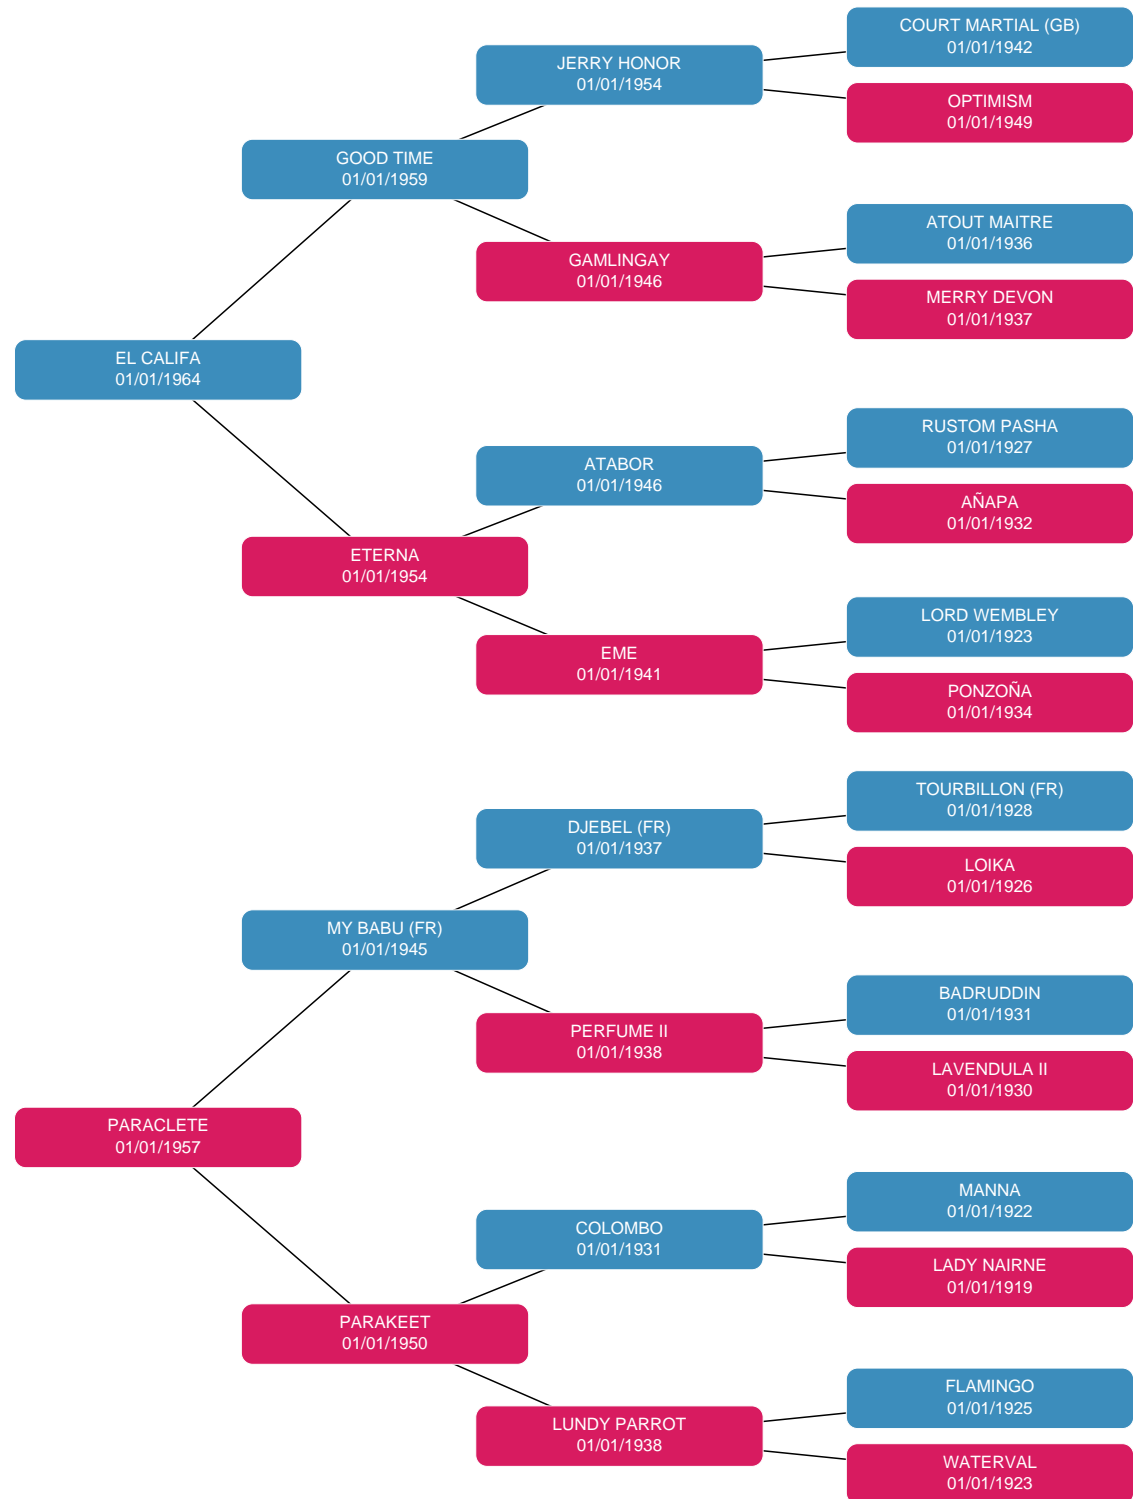 COURT MARTIAL (GB)
01/01/1942
JERRY HONOR
01/01/1954
OPTIMISM
01/01/1949
GOOD TIME
01/01/1959
ATOUT MAITRE
01/01/1936
GAMLINGAY
01/01/1946
MERRY DEVON
01/01/1937
EL CALIFA
01/01/1964
RUSTOM PASHA
01/01/1927
ATABOR
01/01/1946
AÑAPA
01/01/1932
ETERNA
01/01/1954
LORD WEMBLEY
01/01/1923
EME
01/01/1941
PONZOÑA
01/01/1934
TOURBILLON (FR)
01/01/1928
DJEBEL (FR)
01/01/1937
LOIKA
01/01/1926
MY BABU (FR)
01/01/1945
BADRUDDIN
01/01/1931
PERFUME II
01/01/1938
LAVENDULA II
01/01/1930
PARACLETE
01/01/1957
MANNA
01/01/1922
COLOMBO
01/01/1931
LADY NAIRNE
01/01/1919
PARAKEET
01/01/1950
FLAMINGO
01/01/1925
LUNDY PARROT
01/01/1938
WATERVAL
01/01/1923